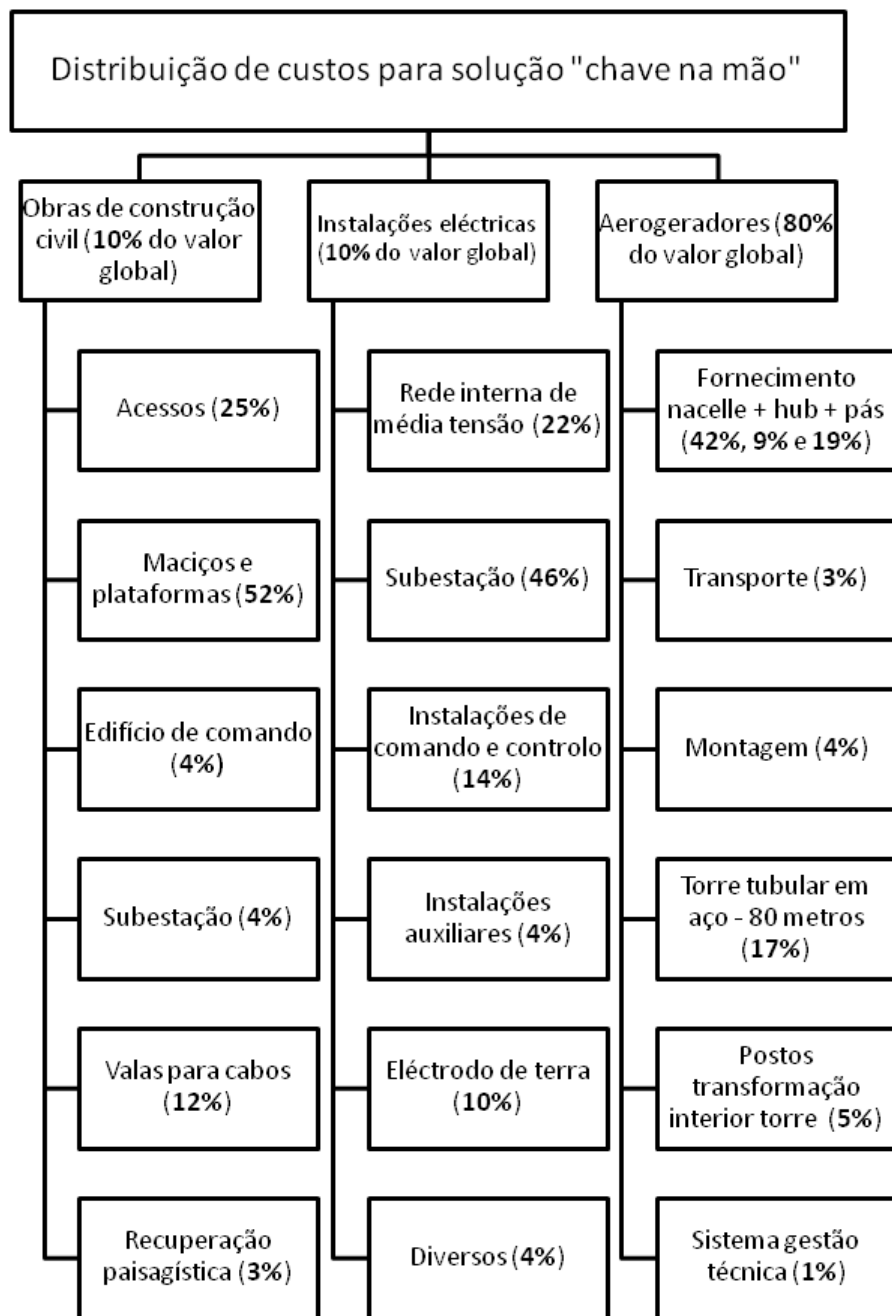 Distribuição de custos para solução "chave na mão"
Obras de construção
civil (10% do valor
global)
Acessos (25%)
Maciços e
plataformas (52%)
Edifício de comando
(4%)
Subestação (4%)
Valas para cabos
(12%)
Recuperação
paisagística (3%)
Instalações eléctricas
(10% do valor global)
Rede interna de
média tensão (22%)
Subestação (46%)
Instalações de
comando e controlo
(14%)
Instalações
auxiliares (4%)
Eléctrodo de terra
(10%)
Diversos (4%)
Aerogeradores (80%
do valor global)
Fornecimento
nacelle + hub + pás
(42%, 9% e 19%)
Transporte (3%)
Montagem (4%)
Torre tubular em
aço - 80 metros
(17%)
Postos
transformação
interior torre (5%)
Sistema gestão
técnica (1%)